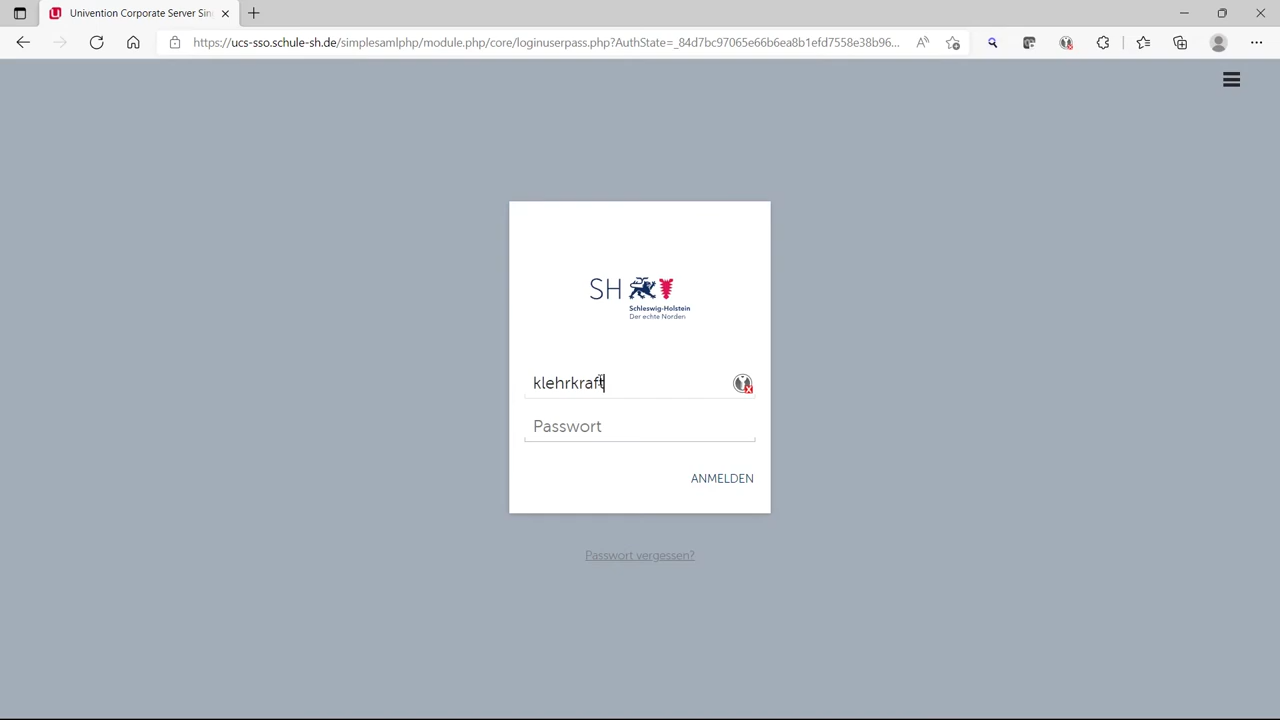 Univention Corporate Server Sin
https://ucs-sso.schule-sh.de/simplesamlphp/module.php/core/loginuserpass.php?AuthState=_84d7bc97065e66b6ea8b1efd7558e38b96...
SH
Schleswig-Holstein
Der echte Norden
klehrkraft
Passwort
ANMELDEN
Passwort vergessen?